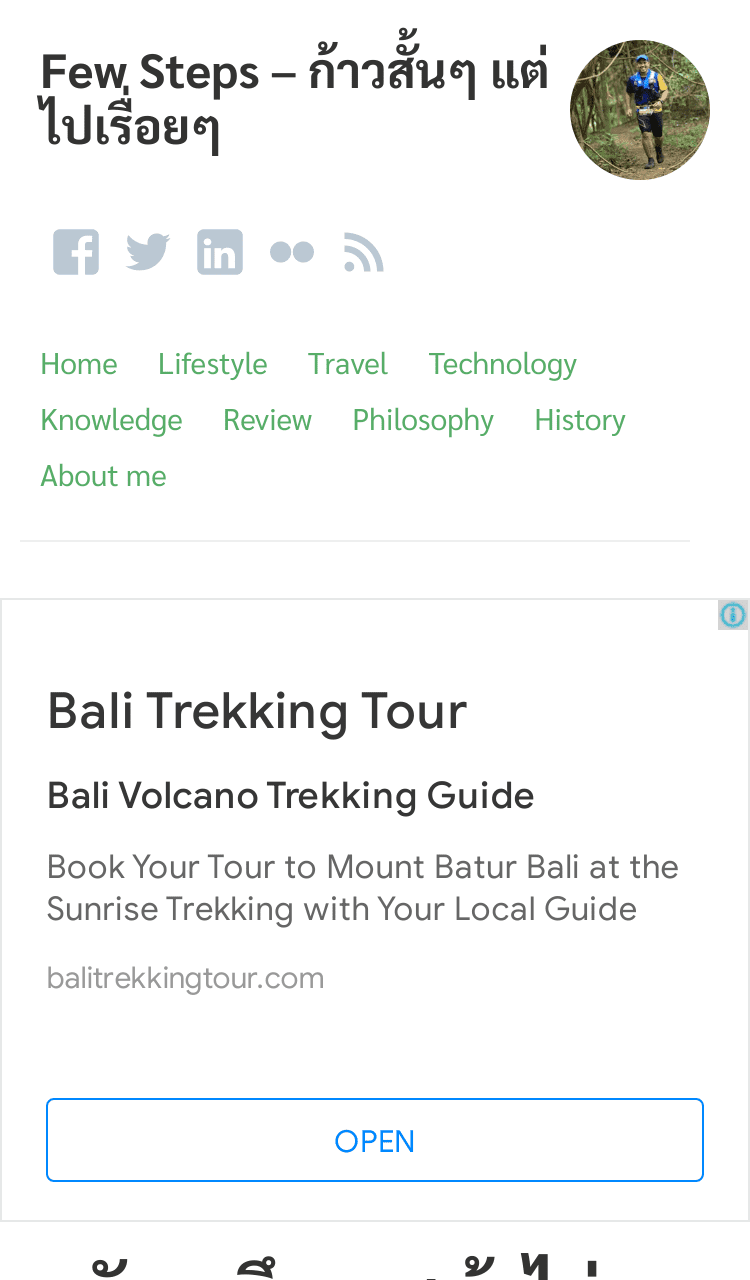 Few Steps – ก้าวสั้นๆ แต่
ไปเรื่อยๆ
Home Lifestyle Travel Technology
Knowledge Review Philosophy History
About me
Bali Trekking Tour
Bali Volcano Trekking Guide
Book Your Tour to Mount Batur Bali at the
Sunrise Trekking with Your Local Guide
balitrekkingtour.com
OPEN